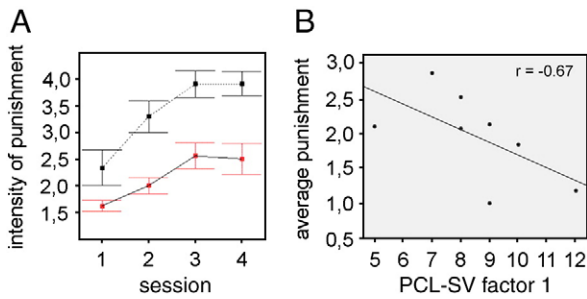 A
intensity of punishment
4,0
3,5
3,0
2,5
2,0
1,5
1 2 3 4
session
B
average punishment
3,0
2,5
2,0
1,5
1,0
0,5
r = -0.67
5 6 7 8 9 10 11 12
PCL-SV factor 1